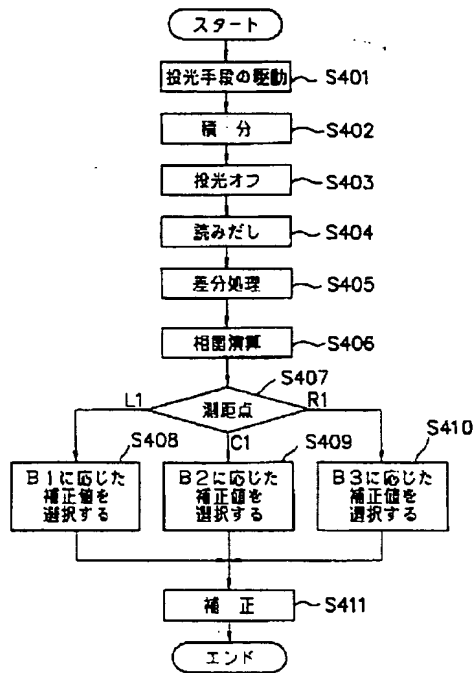 スタート
投光手段の駆動 S401
積分 S402
投光オフ S403
読みだし S404
差分処理 S405
相関演算 S406
S407
L1 測距点 R1
C1
S408 S409 S410
B1に応じた
補正値を
選択する
B2に応じた
補正値を
選択する
B3に応じた
補正値を
選択する
補正 S411
エンド